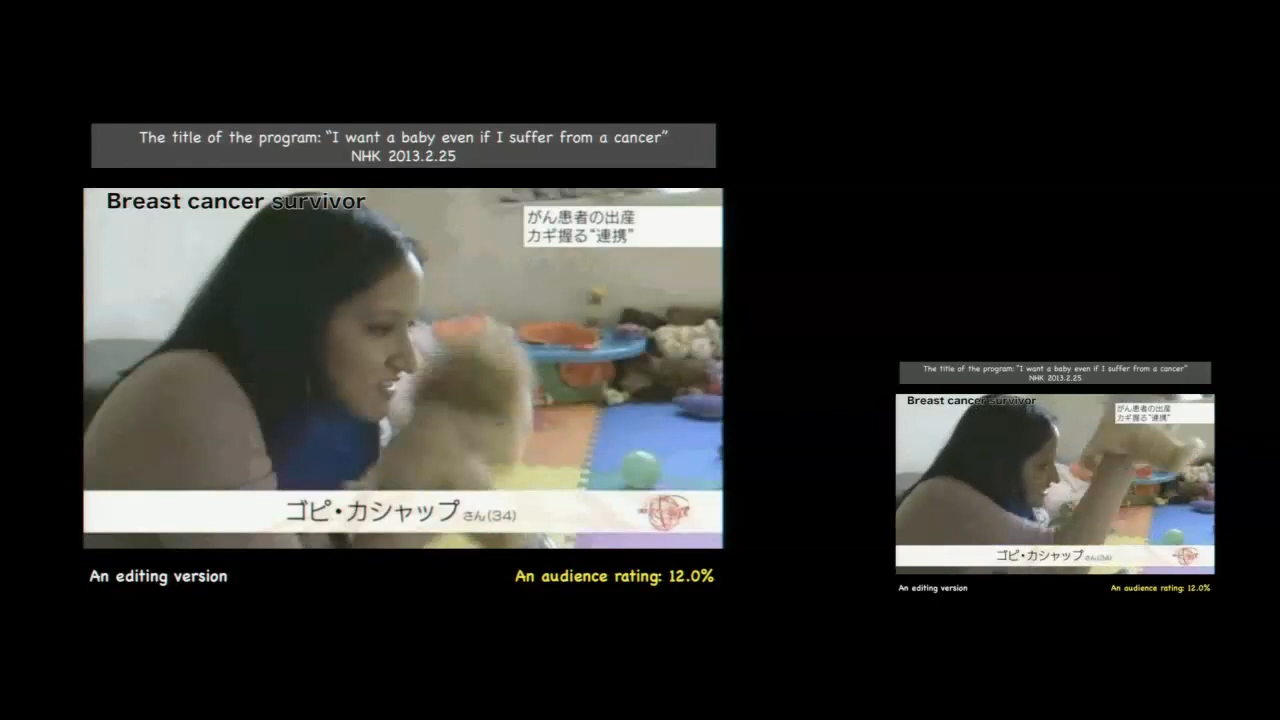 The title of the program: “I want a baby even if I suffer from a cancer”
NHK 2013.2.25
Breast cancer survivor
がん患者の出産
カギ握る“連携”
ゴピ・カシャップ さん(34)
An editing version
An audience rating: 12.0%
The title of the program: “I want a baby even if I suffer from a cancer”
NHK 2013.2.25
Breast cancer survivor
がん患者の出産
カギ握る“連携”
ゴピ・カシャップ さん(34)
An editing version
An audience rating: 12.0%